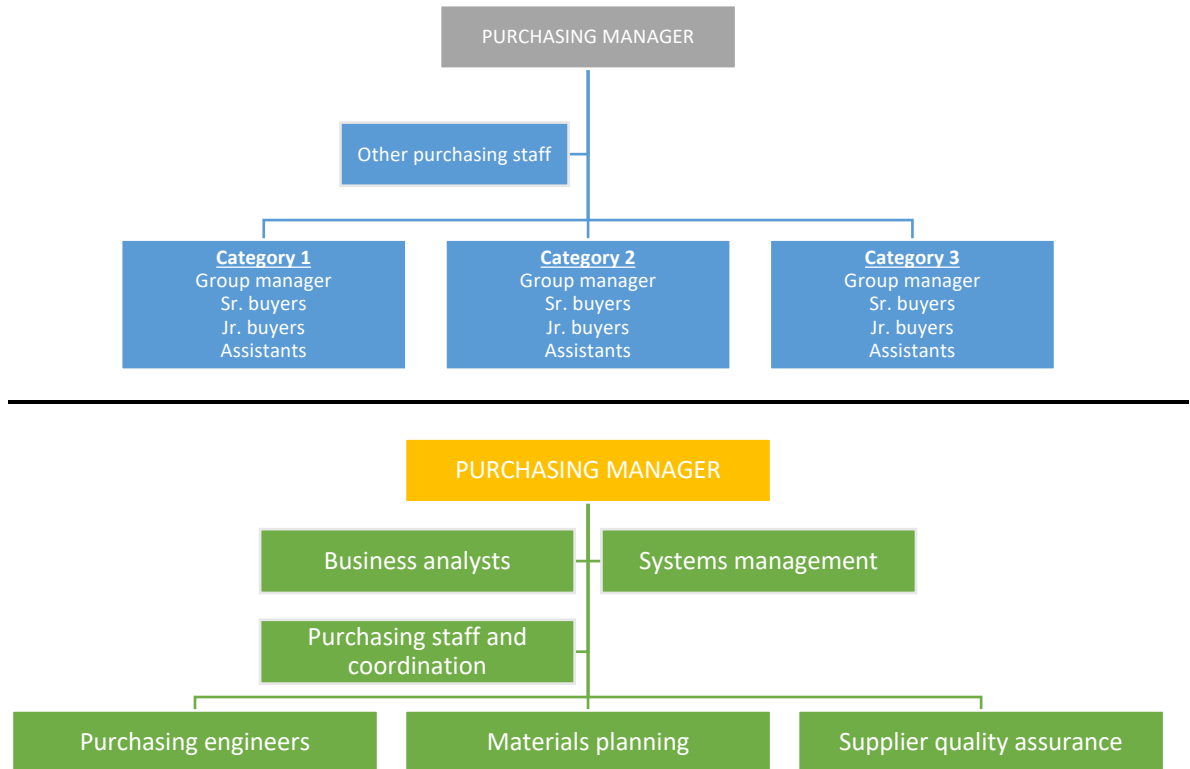 PURCHASING MANAGER
Other purchasing staff
Category 1
Group manager
Sr. buyers
Jr. buyers
Assistants
Category 2
Group manager
Sr. buyers
Jr. buyers
Assistants
Category 3
Group manager
Sr. buyers
Jr. buyers
Assistants
PURCHASING MANAGER
Business analysts
Systems management
Purchasing staff and
coordination
Purchasing engineers
Materials planning
Supplier quality assurance